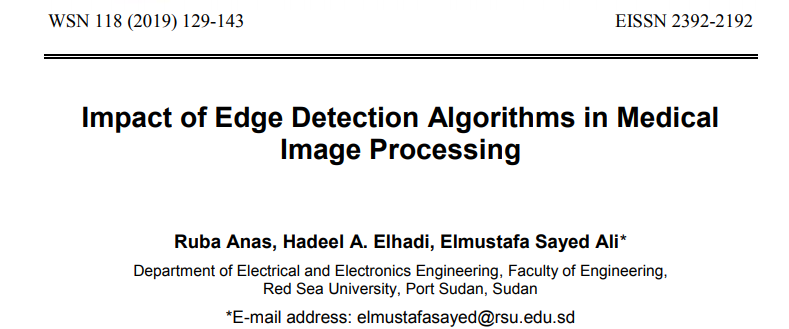 WSN 118 (2019) 129-143 EISSN 2392-2192
Impact of Edge Detection Algorithms in Medical
Image Processing
Ruba Anas, Hadeel A. Elhadi, Elmustafa Sayed Ali*
Department of Electrical and Electronics Engineering, Faculty of Engineering,
Red Sea University, Port Sudan, Sudan
*E-mail address: elmustafasayed@rsu.edu.sd